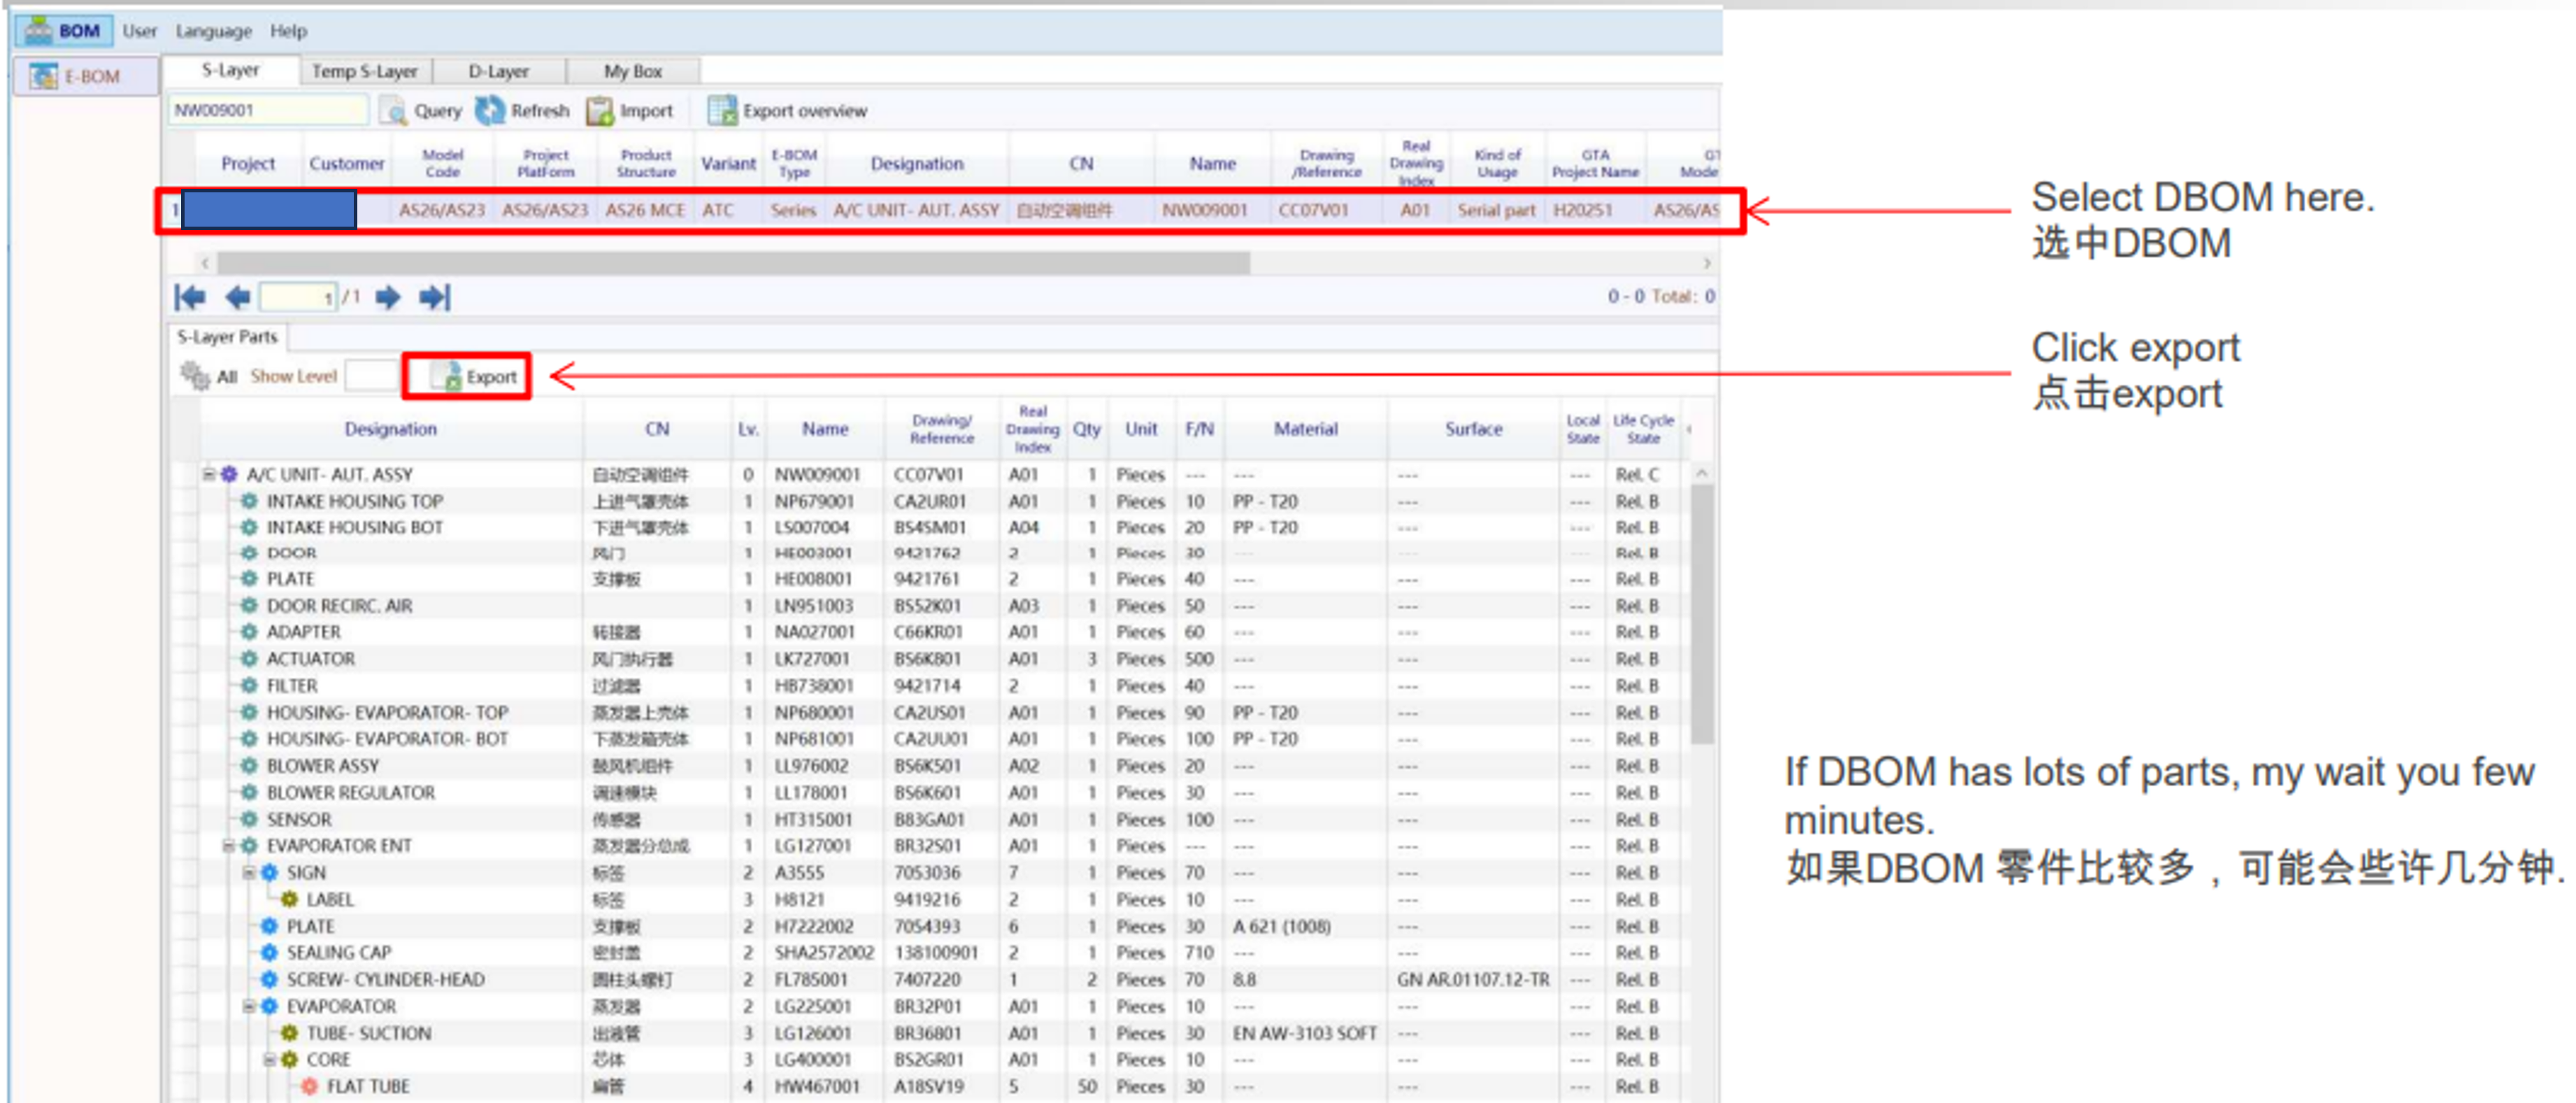 BOM User Language Help
E-BOM
S-Layer Temp S-Layer D-Layer My Box
NW009001 Query Refresh Import Export overview
Project Customer Model Code Project Platform Product Structure Variant E-BOM Type Designation CN Name Drawing /Reference Real Drawing Index Kind of Usage GTA Project Name GT Mode
1 AS26/AS23 AS26/AS23 AS26 MCE ATC Series A/C UNIT- AUT. ASSY 自动空调组件 NW009001 CC07V01 A01 Serial part H20251 AS26/AS
Select DBOM here.
选中DBOM
1 /1 0 - 0 Total: 0
S-Layer Parts
All Show Level Export
Click export
点击export
Designation CN Lv. Name Drawing/ Reference Real Drawing Index Qty Unit F/N Material Surface Local State Life Cycle State
A/C UNIT- AUT. ASSY 自动空调组件 0 NW009001 CC07V01 A01 1 Pieces --- --- --- --- Rel. C
INTAKE HOUSING TOP 上进气罩壳体 1 NP679001 CA2UR01 A01 1 Pieces 10 PP - T20 --- --- Rel. B
INTAKE HOUSING BOT 下进气罩壳体 1 LS007004 BS4SM01 A04 1 Pieces 20 PP - T20 --- --- Rel. B
DOOR 风门 1 HE003001 9421762 2 1 Pieces 30 --- --- --- Rel. B
PLATE 支撑板 1 HE008001 9421761 2 1 Pieces 40 --- --- --- Rel. B
DOOR RECIRC. AIR 1 LN951003 BS52K01 A03 1 Pieces 50 --- --- --- Rel. B
ADAPTER 转接器 1 NA027001 C66KR01 A01 1 Pieces 60 --- --- --- Rel. B
ACTUATOR 风门执行器 1 LK727001 BS6K801 A01 3 Pieces 500 --- --- --- Rel. B
FILTER 过滤器 1 HB738001 9421714 2 1 Pieces 40 --- --- --- Rel. B
HOUSING- EVAPORATOR- TOP 蒸发器上壳体 1 NP680001 CA2US01 A01 1 Pieces 90 PP - T20 --- --- Rel. B
HOUSING- EVAPORATOR- BOT 下蒸发箱壳体 1 NP681001 CA2UU01 A01 1 Pieces 100 PP - T20 --- --- Rel. B
BLOWER ASSY 鼓风机组件 1 LL976002 BS6K501 A02 1 Pieces 20 --- --- --- Rel. B
BLOWER REGULATOR 调速模块 1 LL178001 BS6K601 A01 1 Pieces 30 --- --- --- Rel. B
SENSOR 传感器 1 HT315001 B83GA01 A01 1 Pieces 100 --- --- --- Rel. B
EVAPORATOR ENT 蒸发器分总成 1 LG127001 BR32S01 A01 1 Pieces --- --- --- --- Rel. B
SIGN 标签 2 A3555 7053036 7 1 Pieces 70 --- --- --- Rel. B
LABEL 标签 3 H8121 9419216 2 1 Pieces 10 --- --- --- Rel. B
PLATE 支撑板 2 H7222002 7054393 6 1 Pieces 30 A 621 (1008) --- --- Rel. B
SEALING CAP 密封盖 2 SHA2572002 138100901 2 1 Pieces 710 --- --- --- Rel. B
SCREW- CYLINDER-HEAD 圆柱头螺钉 2 FL785001 7407220 1 2 Pieces 70 8.8 GN AR.01107.12-TR --- Rel. B
EVAPORATOR 蒸发器 2 LG225001 BR32P01 A01 1 Pieces 10 --- --- --- Rel. B
TUBE- SUCTION 出液管 3 LG126001 BR36801 A01 1 Pieces 30 EN AW-3103 SOFT --- --- Rel. B
CORE 芯体 3 LG400001 BS2GR01 A01 1 Pieces 10 --- --- --- Rel. B
FLAT TUBE 扁管 4 HW467001 A18SV19 5 50 Pieces 30 --- --- --- Rel. B
If DBOM has lots of parts, my wait you few
minutes.
如果DBOM 零件比较多，可能会些许几分钟.